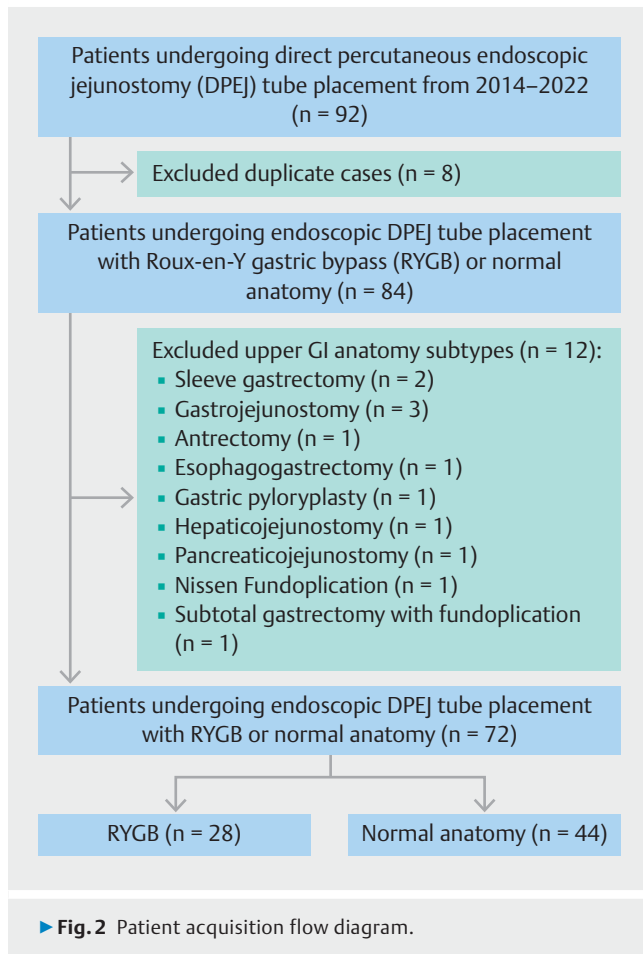 Patients undergoing direct percutaneous endoscopic
jejunostomy (DPEJ) tube placement from 2014–2022
(n = 92)
Excluded duplicate cases (n = 8)
Patients undergoing endoscopic DPEJ tube placement
with Roux-en-Y gastric bypass (RYGB) or normal
anatomy (n = 84)
Excluded upper GI anatomy subtypes (n = 12):
▪ Sleeve gastrectomy (n = 2)
▪ Gastrojejunostomy (n = 3)
▪ Antrectomy (n = 1)
▪ Esophagogastrectomy (n = 1)
▪ Gastric pyloryplasty (n = 1)
▪ Hepaticojejunostomy (n = 1)
▪ Pancreaticojejunostomy (n = 1)
▪ Nissen Fundoplication (n = 1)
▪ Subtotal gastrectomy with fundoplication
(n = 1)
Patients undergoing endoscopic DPEJ tube placement
with RYGB or normal anatomy (n = 72)
RYGB (n = 28)
Normal anatomy (n = 44)
▶ Fig. 2 Patient acquisition flow diagram.